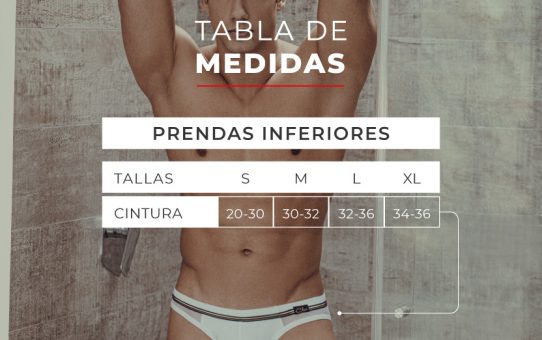 TABLA DE
MEDIDAS
PRENDAS INFERIORES
TALLAS S M L XL
CINTURA 20-30 30-32 32-36 34-36